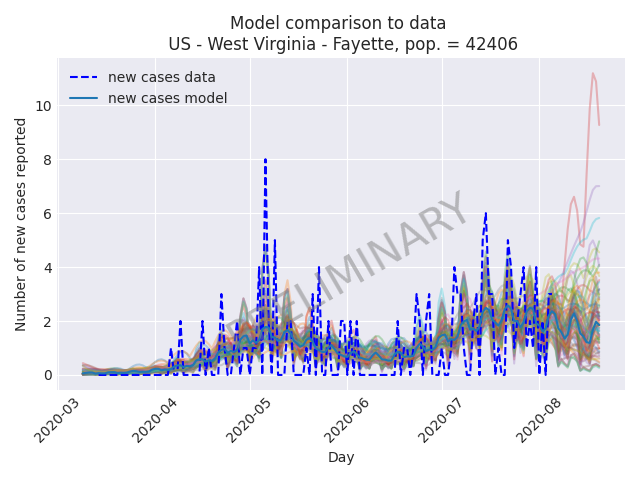 Model comparison to data
US - West Virginia - Fayette, pop. = 42406
new cases data
new cases model
PRELIMINARY
Number of new cases reported
10
8
6
4
2
0
2020-03
2020-04
2020-05
2020-06
2020-07
2020-08
Day